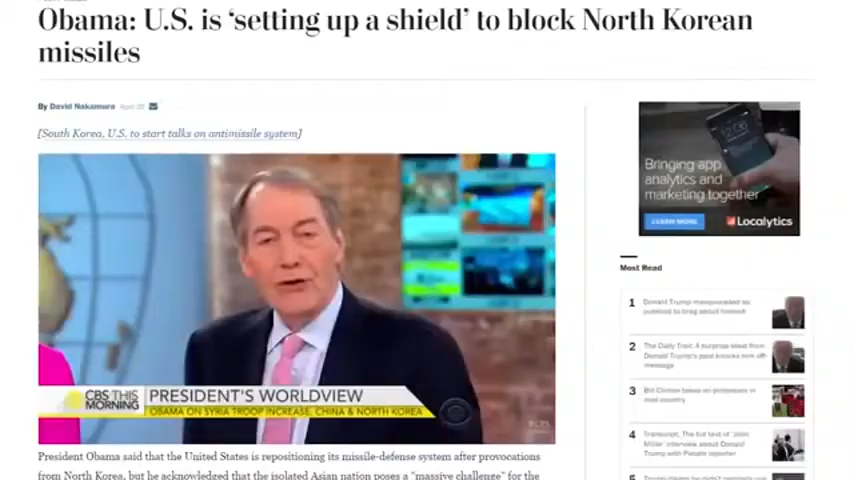 Obama: U.S. is ‘setting up a shield’ to block North Korean
missiles
By David Nakamura
[South Korea, U.S. to start talks on antimissile system]
CBS THIS
MORNING
PRESIDENT'S WORLDVIEW
OBAMA ON SYRIA TROOP INCREASE, CHINA & NORTH KOREA
CBS
President Obama said that the United States is repositioning its missile-defense system after provocations
from North Korea, but he acknowledged that the isolated Asian nation poses a “massive challenge” for the
Bringing app
analytics and
marketing together
LEARN MORE
Localytics
Most Read
1
Donald Trump masqueraded as
publicist to brag about himself
2
The Daily Trail: A surprise blast from
Donald Trump's past knocks him off-
message
3
Bill Clinton takes on protesters in
coal country
4
Transcript: The full text of 'John
Miller' interview about Donald
Trump with People reporter
5